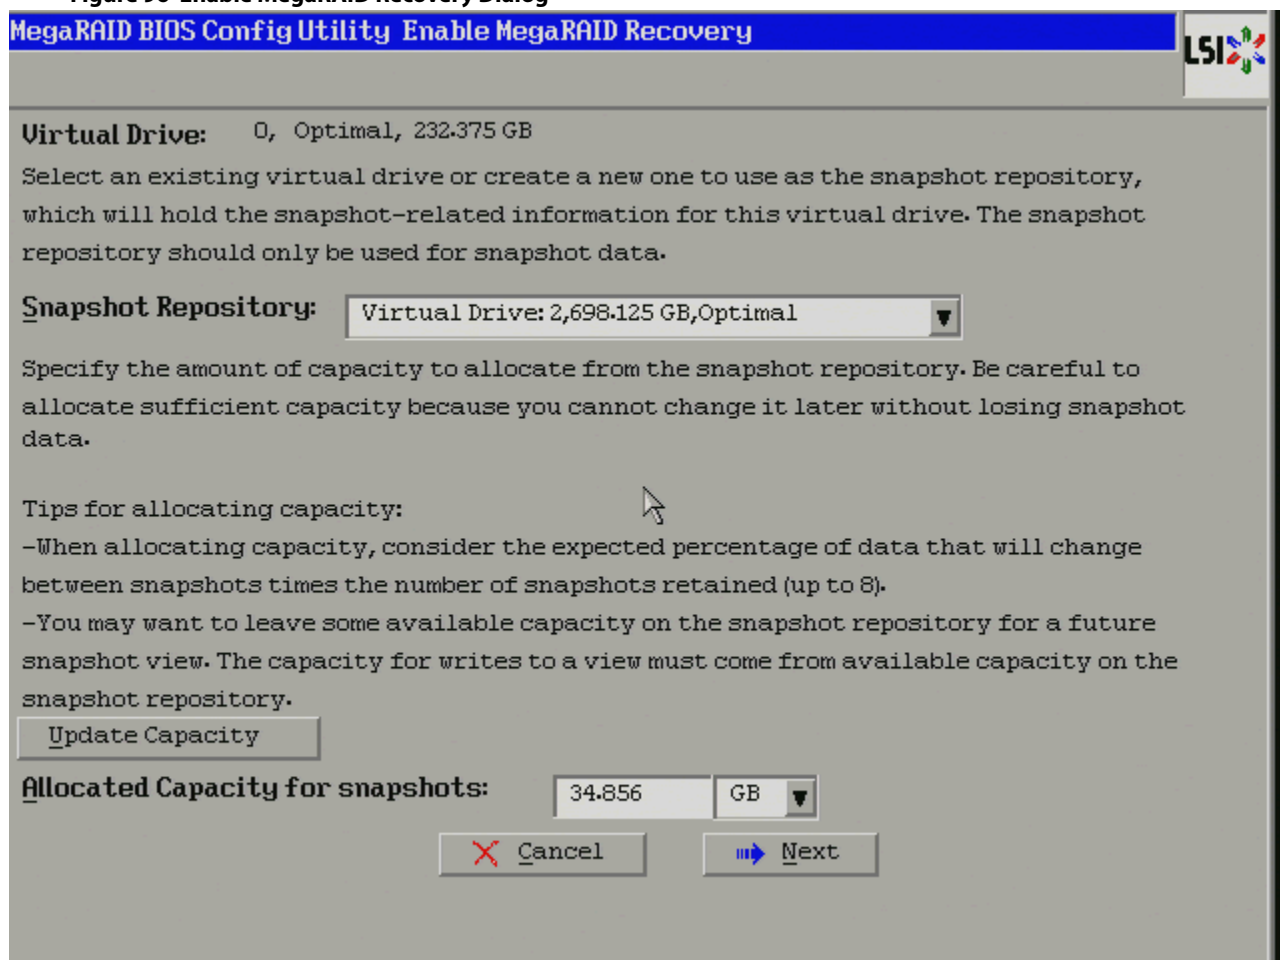 Figure 96 Enable MegaRAID Recovery Dialog
MegaRAID BIOS Config Utility Enable MegaRAID Recovery
LSI
Virtual Drive: 0, Optimal, 232.375 GB
Select an existing virtual drive or create a new one to use as the snapshot repository,
which will hold the snapshot-related information for this virtual drive. The snapshot
repository should only be used for snapshot data.
Snapshot Repository: Virtual Drive: 2,698.125 GB,Optimal
Specify the amount of capacity to allocate from the snapshot repository. Be careful to
allocate sufficient capacity because you cannot change it later without losing snapshot
data.
Tips for allocating capacity:
-When allocating capacity, consider the expected percentage of data that will change
between snapshots times the number of snapshots retained (up to 8).
-You may want to leave some available capacity on the snapshot repository for a future
snapshot view. The capacity for writes to a view must come from available capacity on the
snapshot repository.
Update Capacity
Allocated Capacity for snapshots: 34.856 GB
Cancel Next